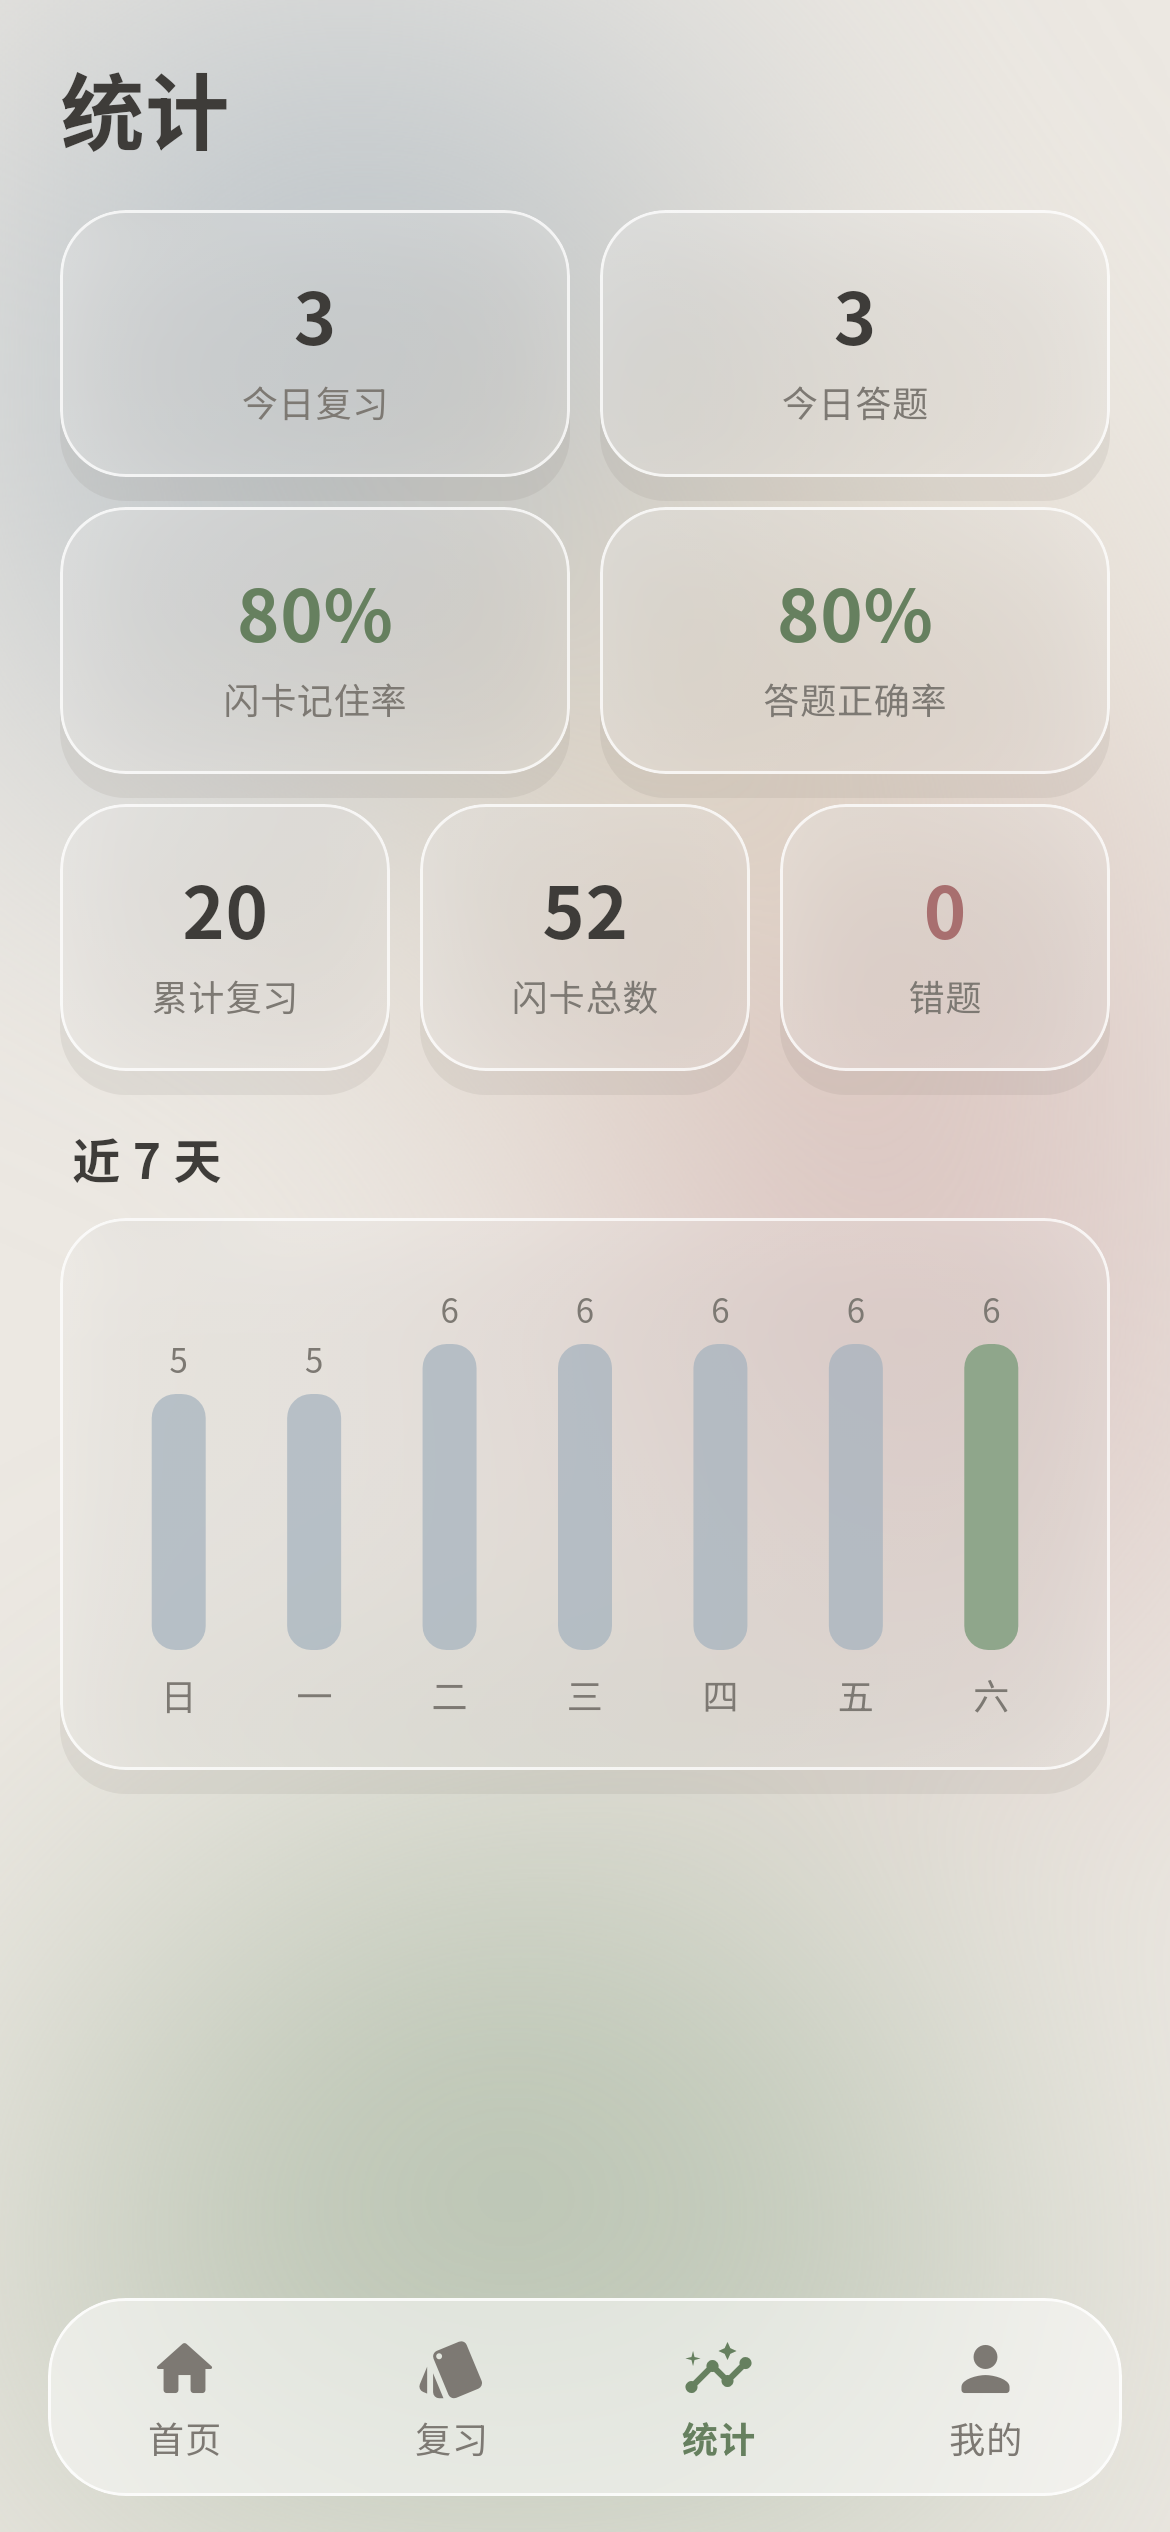 统计
3
今日复习
3
今日答题
80%
闪卡记住率
80%
答题正确率
20
累计复习
52
闪卡总数
0
错题
近 7 天
5 5 6 6 6 6 6
日 一 二 三 四 五 六
首页 复习 统计 我的